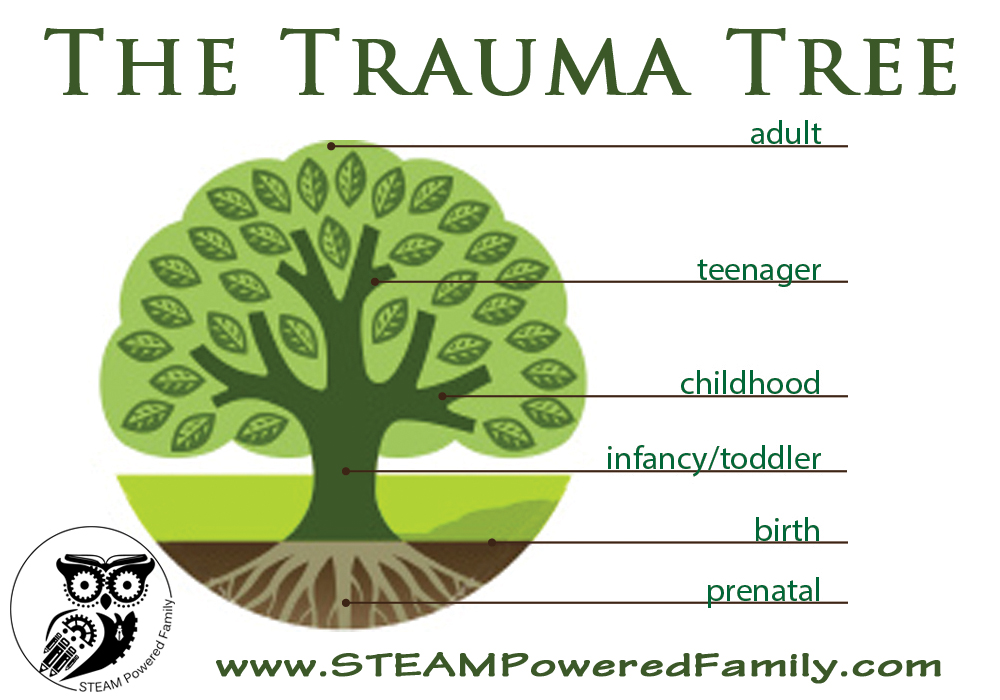 THE TRAUMA TREE
adult
teenager
childhood
infancy/toddler
birth
prenatal
STEAM Powered Family
www.STEAMPoweredFamily.com